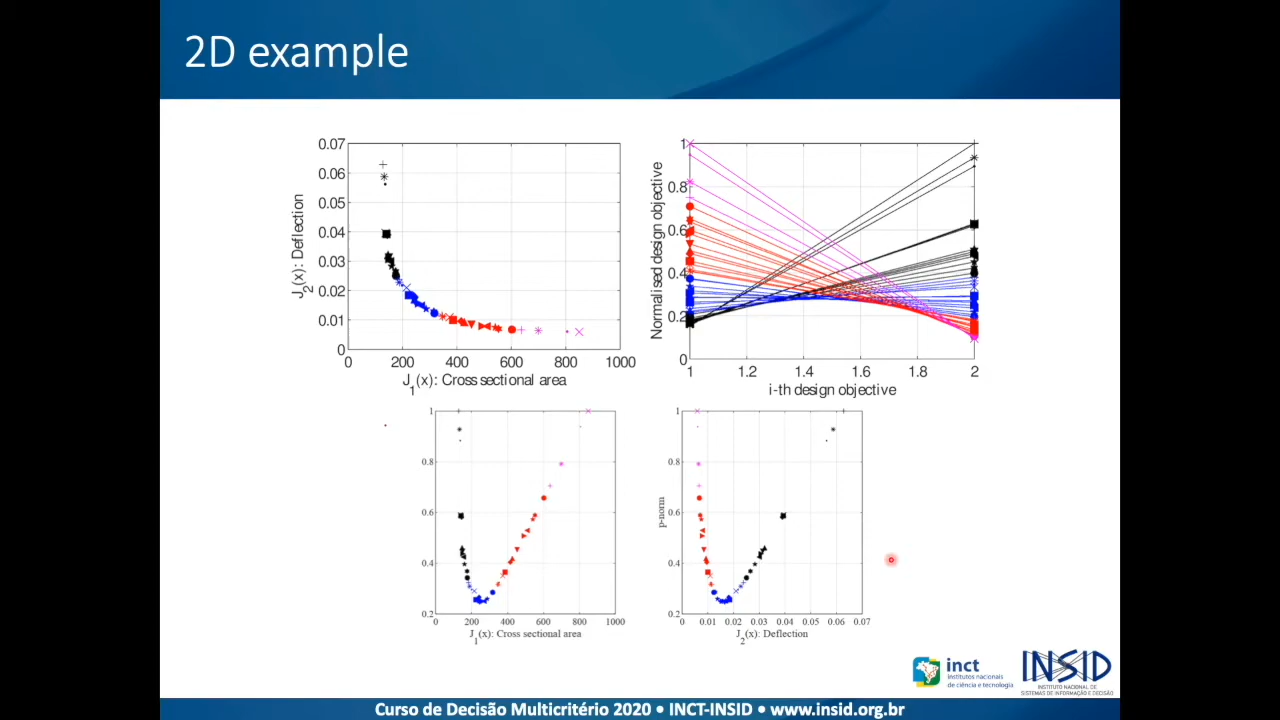 2D example
0.07
0.06
0.05
0.04
0.03
0.02
0.01
0
J2(x): Deflection
0 200 400 600 800 1000
J1(x): Cross sectional area
1
0.8
0.6
0.4
0.2
0
Normalised design objective
1 1.2 1.4 1.6 1.8 2
i-th design objective
1
0.8
0.6
0.4
0.2
0 200 400 600 800 1000
J1(x): Cross sectional area
1
0.8
0.6
0.4
0.2
p-norm
0 0.01 0.02 0.03 0.04 0.05 0.06 0.07
J2(x): Deflection
inct
institutos nacionais
de ciência e tecnologia
INSID
INSTITUTO NACIONAL DE
SISTEMAS DE INFORMAÇÃO E DECISÃO
Curso de Decisão Multicritério 2020 • INCT-INSID • www.insid.org.br